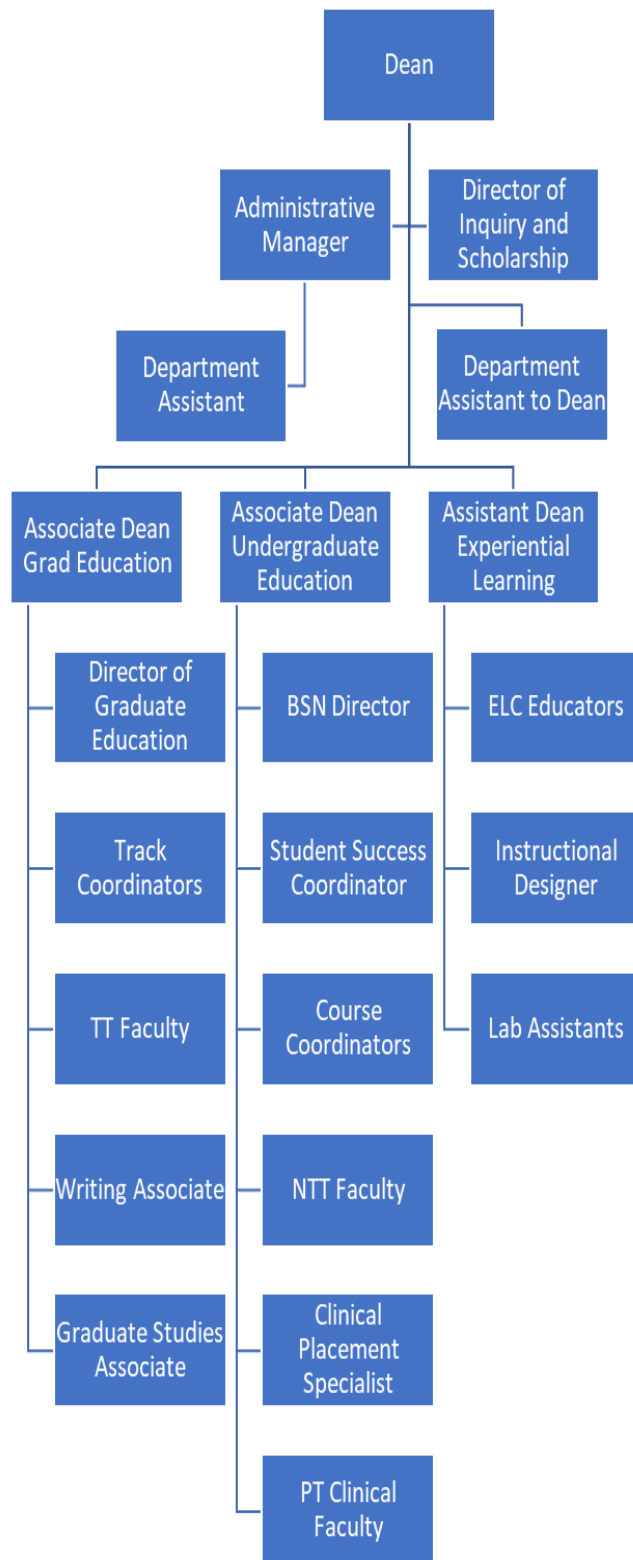 Dean
Administrative
Manager
Director of
Inquiry and
Scholarship
Department
Assistant
Department
Assistant to Dean
Associate Dean
Grad Education
Associate Dean
Undergraduate
Education
Assistant Dean
Experiential
Learning
Director of
Graduate
Education
BSN Director
ELC Educators
Track
Coordinators
Student Success
Coordinator
Instructional
Designer
TT Faculty
Course
Coordinators
Lab Assistants
Writing Associate
NTT Faculty
Graduate Studies
Associate
Clinical
Placement
Specialist
PT Clinical
Faculty